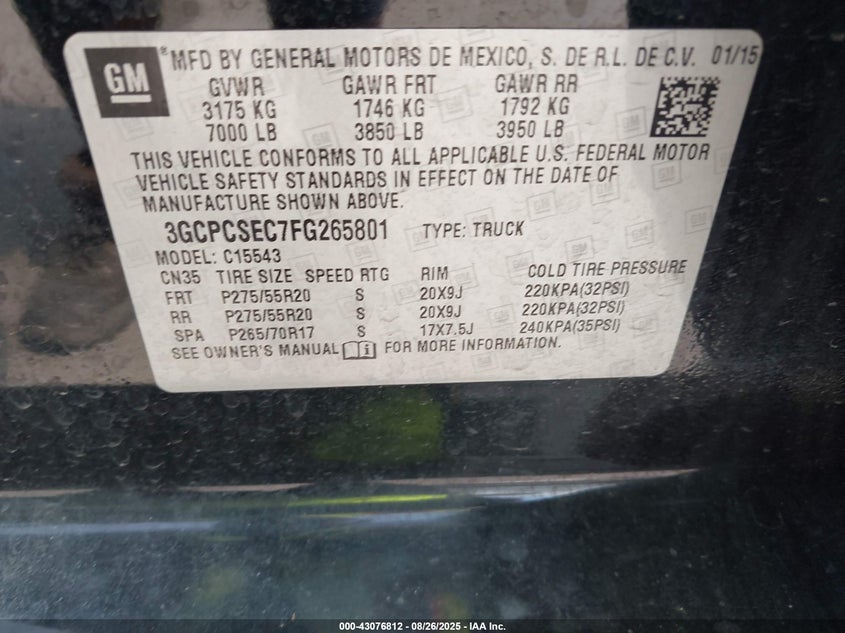 GM
® MFD BY GENERAL MOTORS DE MEXICO, S. DE R.L. DE C.V. 01/15
GVWR GAWR FRT GAWR RR
3175 KG 1746 KG 1792 KG
7000 LB 3850 LB 3950 LB
THIS VEHICLE CONFORMS TO ALL APPLICABLE U.S. FEDERAL MOTOR
VEHICLE SAFETY STANDARDS IN EFFECT ON THE DATE OF
MANUFACTURE SHOWN ABOVE.
3GCPCSEC7FG265801 TYPE: TRUCK
MODEL: C15543
CN35 TIRE SIZE SPEED RTG RIM COLD TIRE PRESSURE
FRT P275/55R20 S 20X9J 220KPA(32PSI)
RR P275/55R20 S 20X9J 220KPA(32PSI)
SPA P265/70R17 S 17X7.5J 240KPA(35PSI)
SEE OWNER'S MANUAL i FOR MORE INFORMATION.
000-43076812 - 08/26/2025 - IAA Inc.